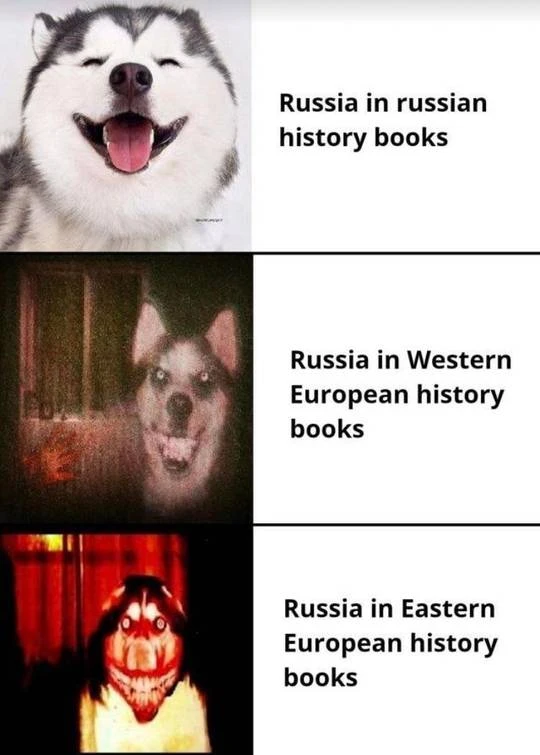 Russia in russian
history books
Russia in Western
European history
books
Russia in Eastern
European history
books